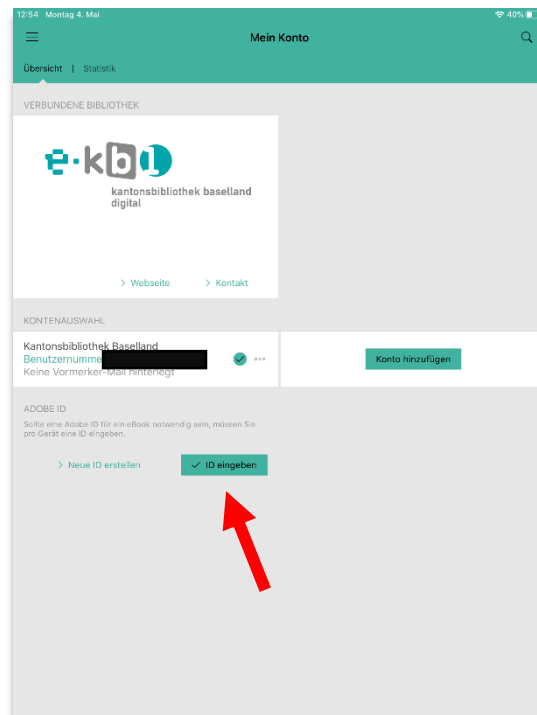 12:54 Montag 4. Mai 40%
Mein Konto
Übersicht | Statistik
VERBUNDENE BIBLIOTHEK
e·kbl
kantonsbibliothek baselland
digital
> Webseite > Kontakt
KONTENAUSWAHL
Kantonsbibliothek Baselland
Benutzernumme
Keine Vormerker-Mail hinterlegt
Konto hinzufügen
ADOBE ID
Sollte eine Adobe ID für ein eBook notwendig sein, müssen Sie
pro Gerät eine ID eingeben.
> Neue ID erstellen ✓ ID eingeben